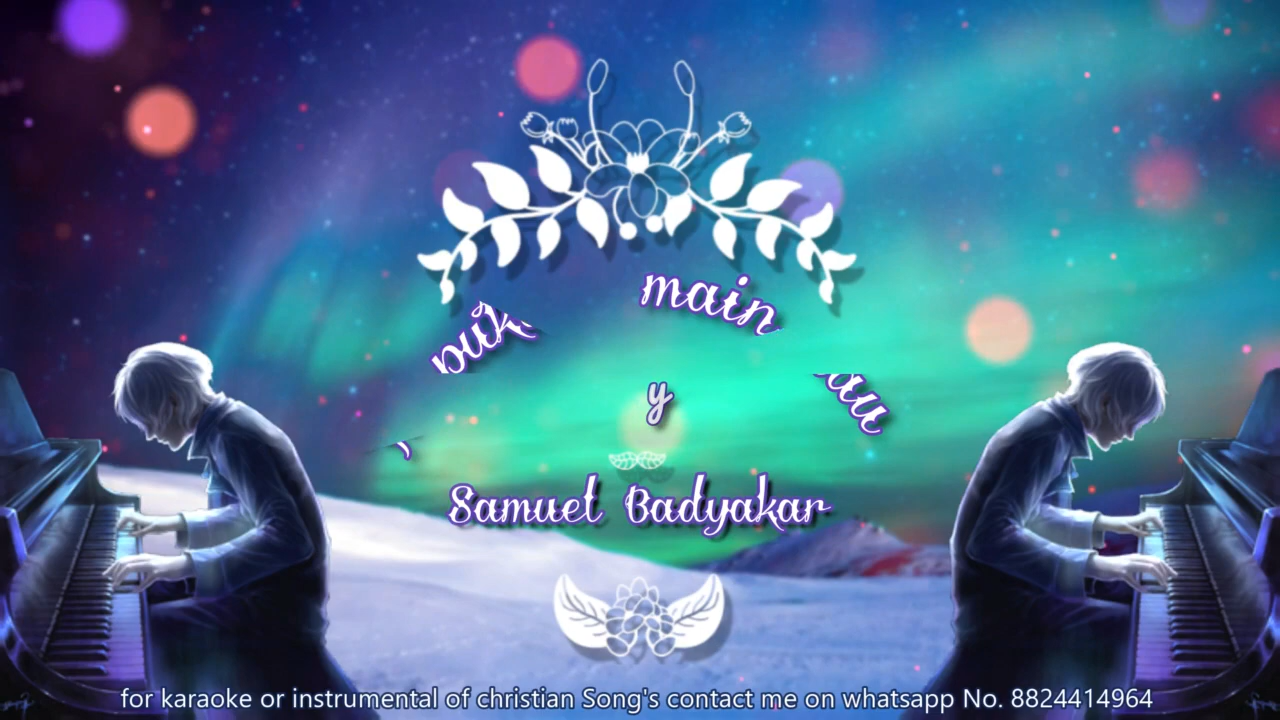 main
y
Samuel Badyakar
for karaoke or instrumental of christian Song's contact me on whatsapp No. 8824414964